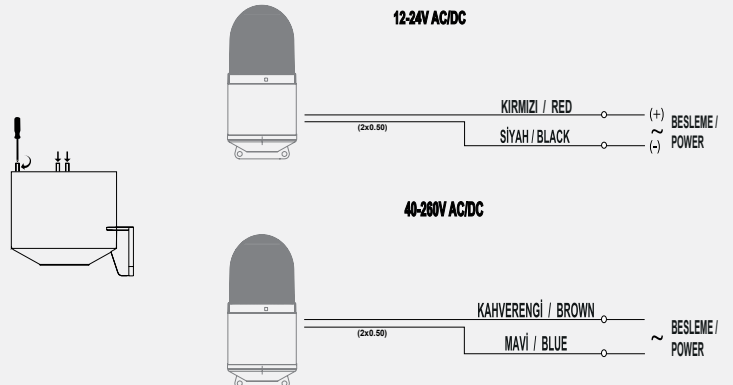 12-24V AC/DC
KIRMIZI / RED
(2x0.50)
SİYAH / BLACK
(+)
~
(-)
BESLEME /
POWER
40-260V AC/DC
KAHVERENGİ / BROWN
(2x0.50)
MAVİ / BLUE
~
BESLEME /
POWER